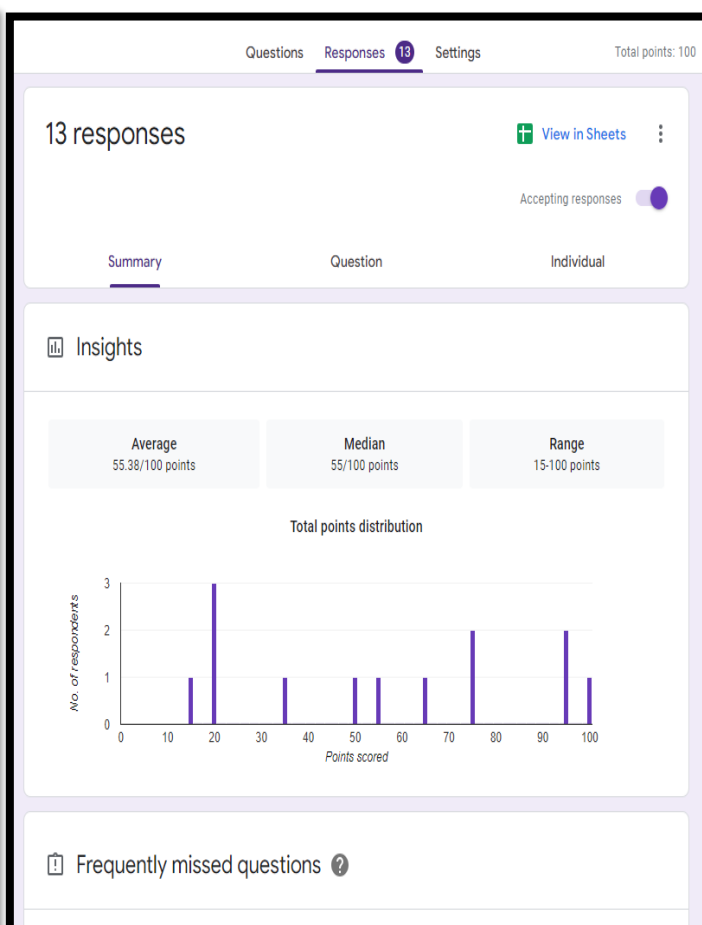 Questions Responses 13 Settings Total points: 100
13 responses
View in Sheets
Accepting responses
Summary Question Individual
Insights
Average Median Range
55.38/100 points 55/100 points 15-100 points
Total points distribution
No. of respondents
3
2
1
0
0 10 20 30 40 50 60 70 80 90 100
Points scored
Frequently missed questions ?